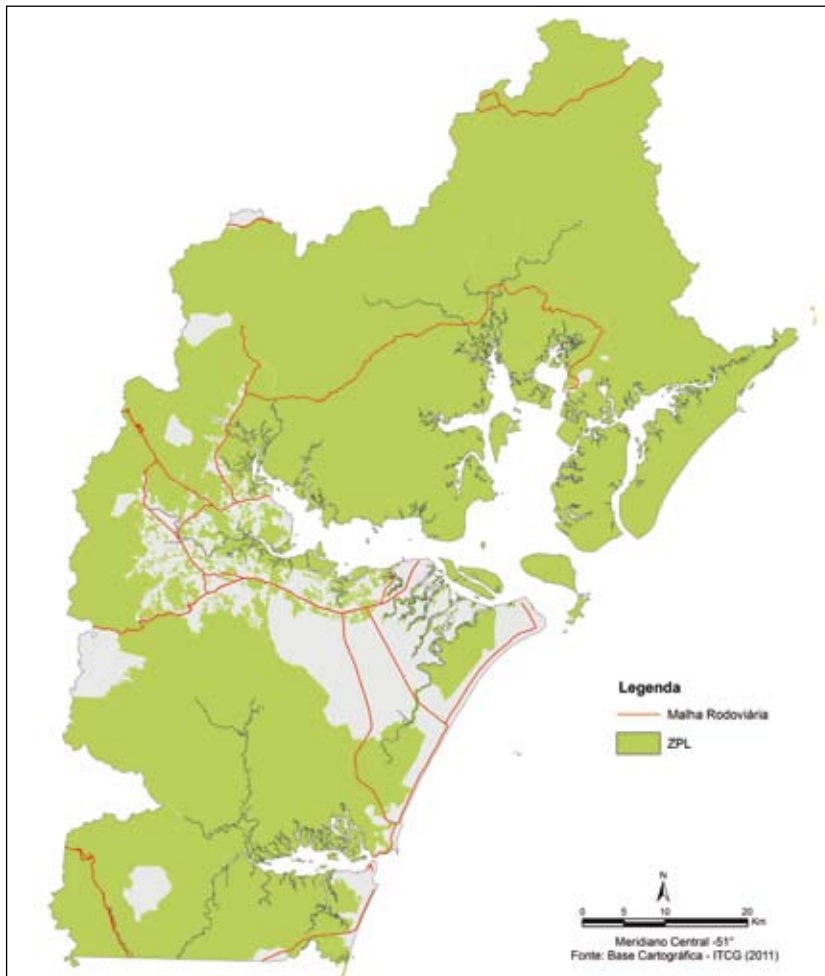 Legenda
Malha Rodoviária
ZPL
N
0 5 10 20
Km
Meridiano Central -51°
Fonte: Base Cartográfica - ITCG (2011)